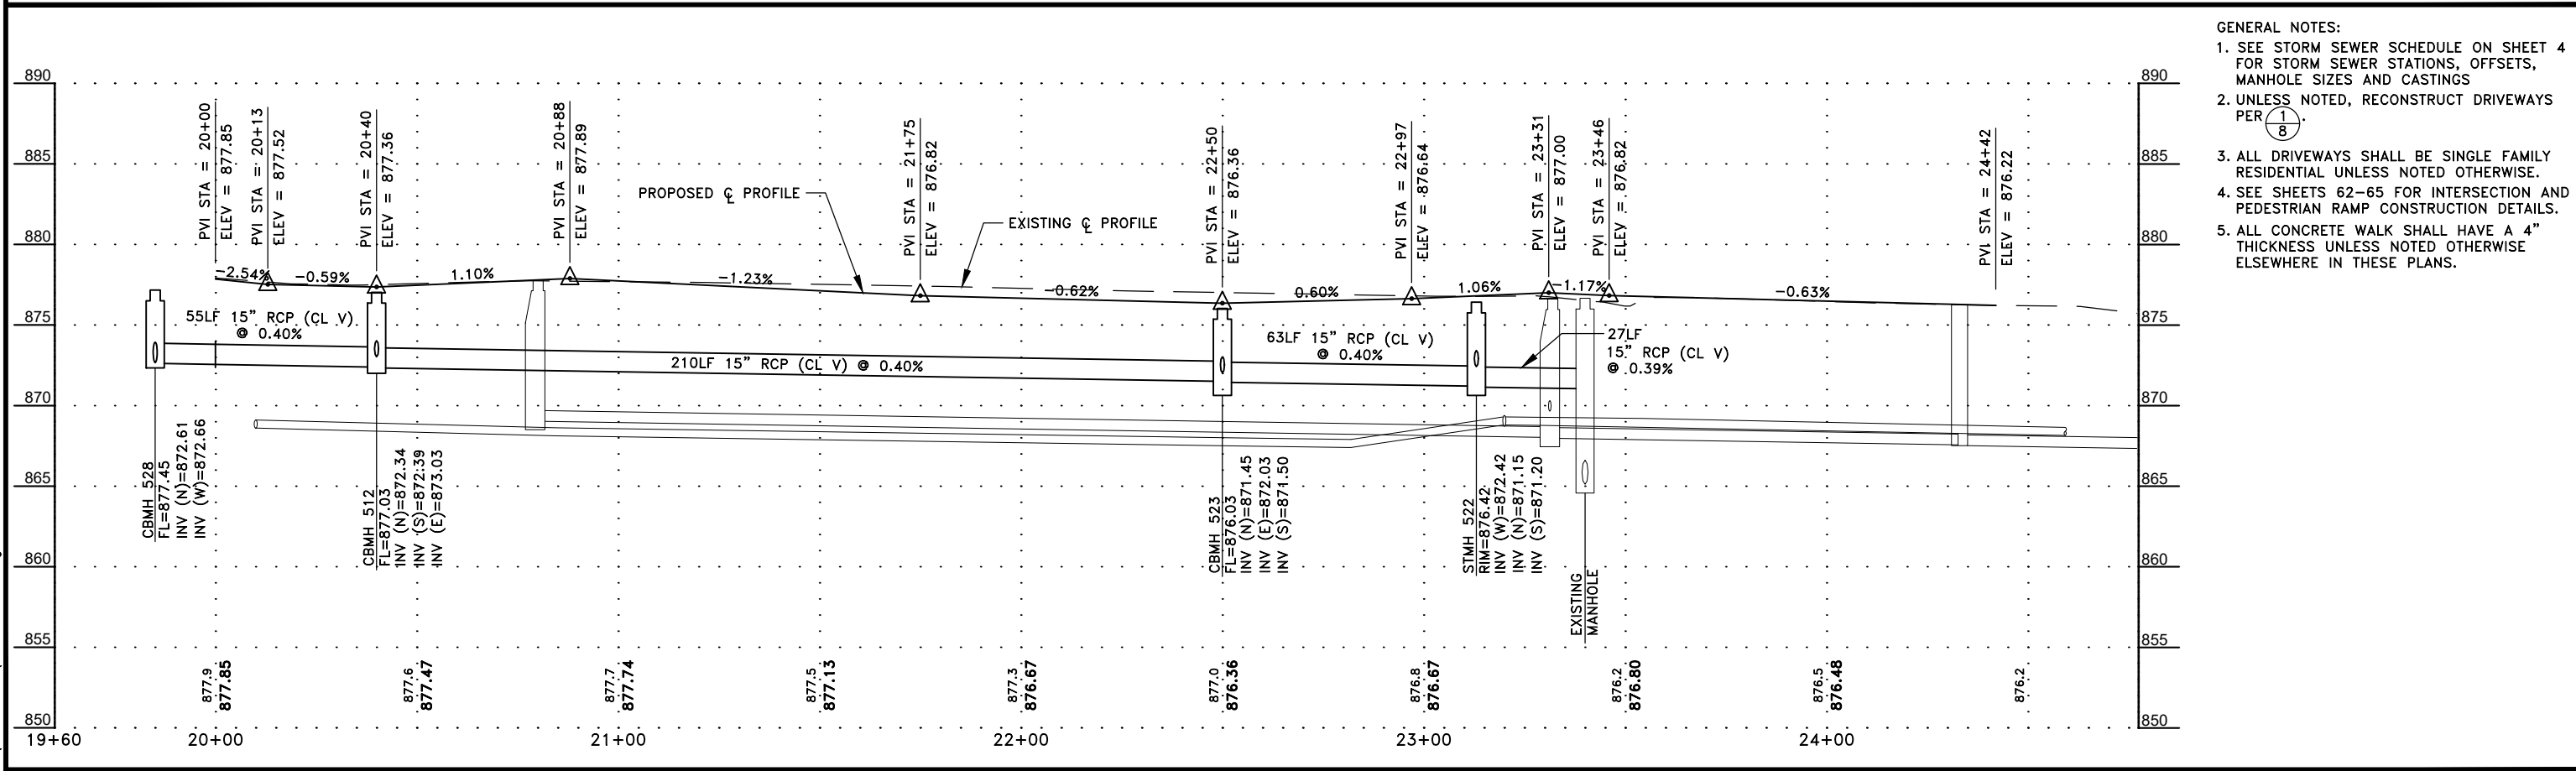 GENERAL NOTES:
1. SEE STORM SEWER SCHEDULE ON SHEET 4
FOR STORM SEWER STATIONS, OFFSETS,
MANHOLE SIZES AND CASTINGS
2. UNLESS NOTED, RECONSTRUCT DRIVEWAYS
PER 1/8.
3. ALL DRIVEWAYS SHALL BE SINGLE FAMILY
RESIDENTIAL UNLESS NOTED OTHERWISE.
4. SEE SHEETS 62-65 FOR INTERSECTION AND
PEDESTRIAN RAMP CONSTRUCTION DETAILS.
5. ALL CONCRETE WALK SHALL HAVE A 4"
THICKNESS UNLESS NOTED OTHERWISE
ELSEWHERE IN THESE PLANS.
890
885
880
875
870
865
860
855
850
PVI STA = 20+00
ELEV = 877.85
PVI STA = 20+13
ELEV = 877.52
PVI STA = 20+40
ELEV = 877.36
PVI STA = 20+88
ELEV = 877.89
PVI STA = 21+75
ELEV = 876.82
PVI STA = 22+50
ELEV = 876.36
PVI STA = 22+97
ELEV = 876.64
PVI STA = 23+31
ELEV = 877.00
PVI STA = 23+46
ELEV = 876.82
PVI STA = 24+42
ELEV = 876.22
PROPOSED ℄ PROFILE
EXISTING ℄ PROFILE
-2.54%
-0.59%
1.10%
-1.23%
-0.62%
0.60%
1.06%
-1.17%
-0.63%
55LF 15" RCP (CL V)
@ 0.40%
210LF 15" RCP (CL V) @ 0.40%
63LF 15" RCP (CL V)
@ 0.40%
27LF
15" RCP (CL V)
@ 0.39%
CBMH 528
FL=877.45
INV (N)=872.61
INV (W)=872.66
CBMH 512
FL=877.03
INV (N)=872.34
INV (S)=872.39
INV (E)=873.03
CBMH 523
FL=876.03
INV (N)=871.45
INV (E)=872.03
INV (S)=871.50
STMH 522
RIM=876.42
INV (W)=872.42
INV (N)=871.15
INV (S)=871.20
EXISTING
MANHOLE
877.9
877.85
877.6
877.47
877.7
877.74
877.5
877.13
877.3
876.67
877.0
876.36
876.8
876.67
876.2
876.80
876.5
876.48
876.2
890
885
880
875
870
865
860
855
850
19+60
20+00
21+00
22+00
23+00
24+00